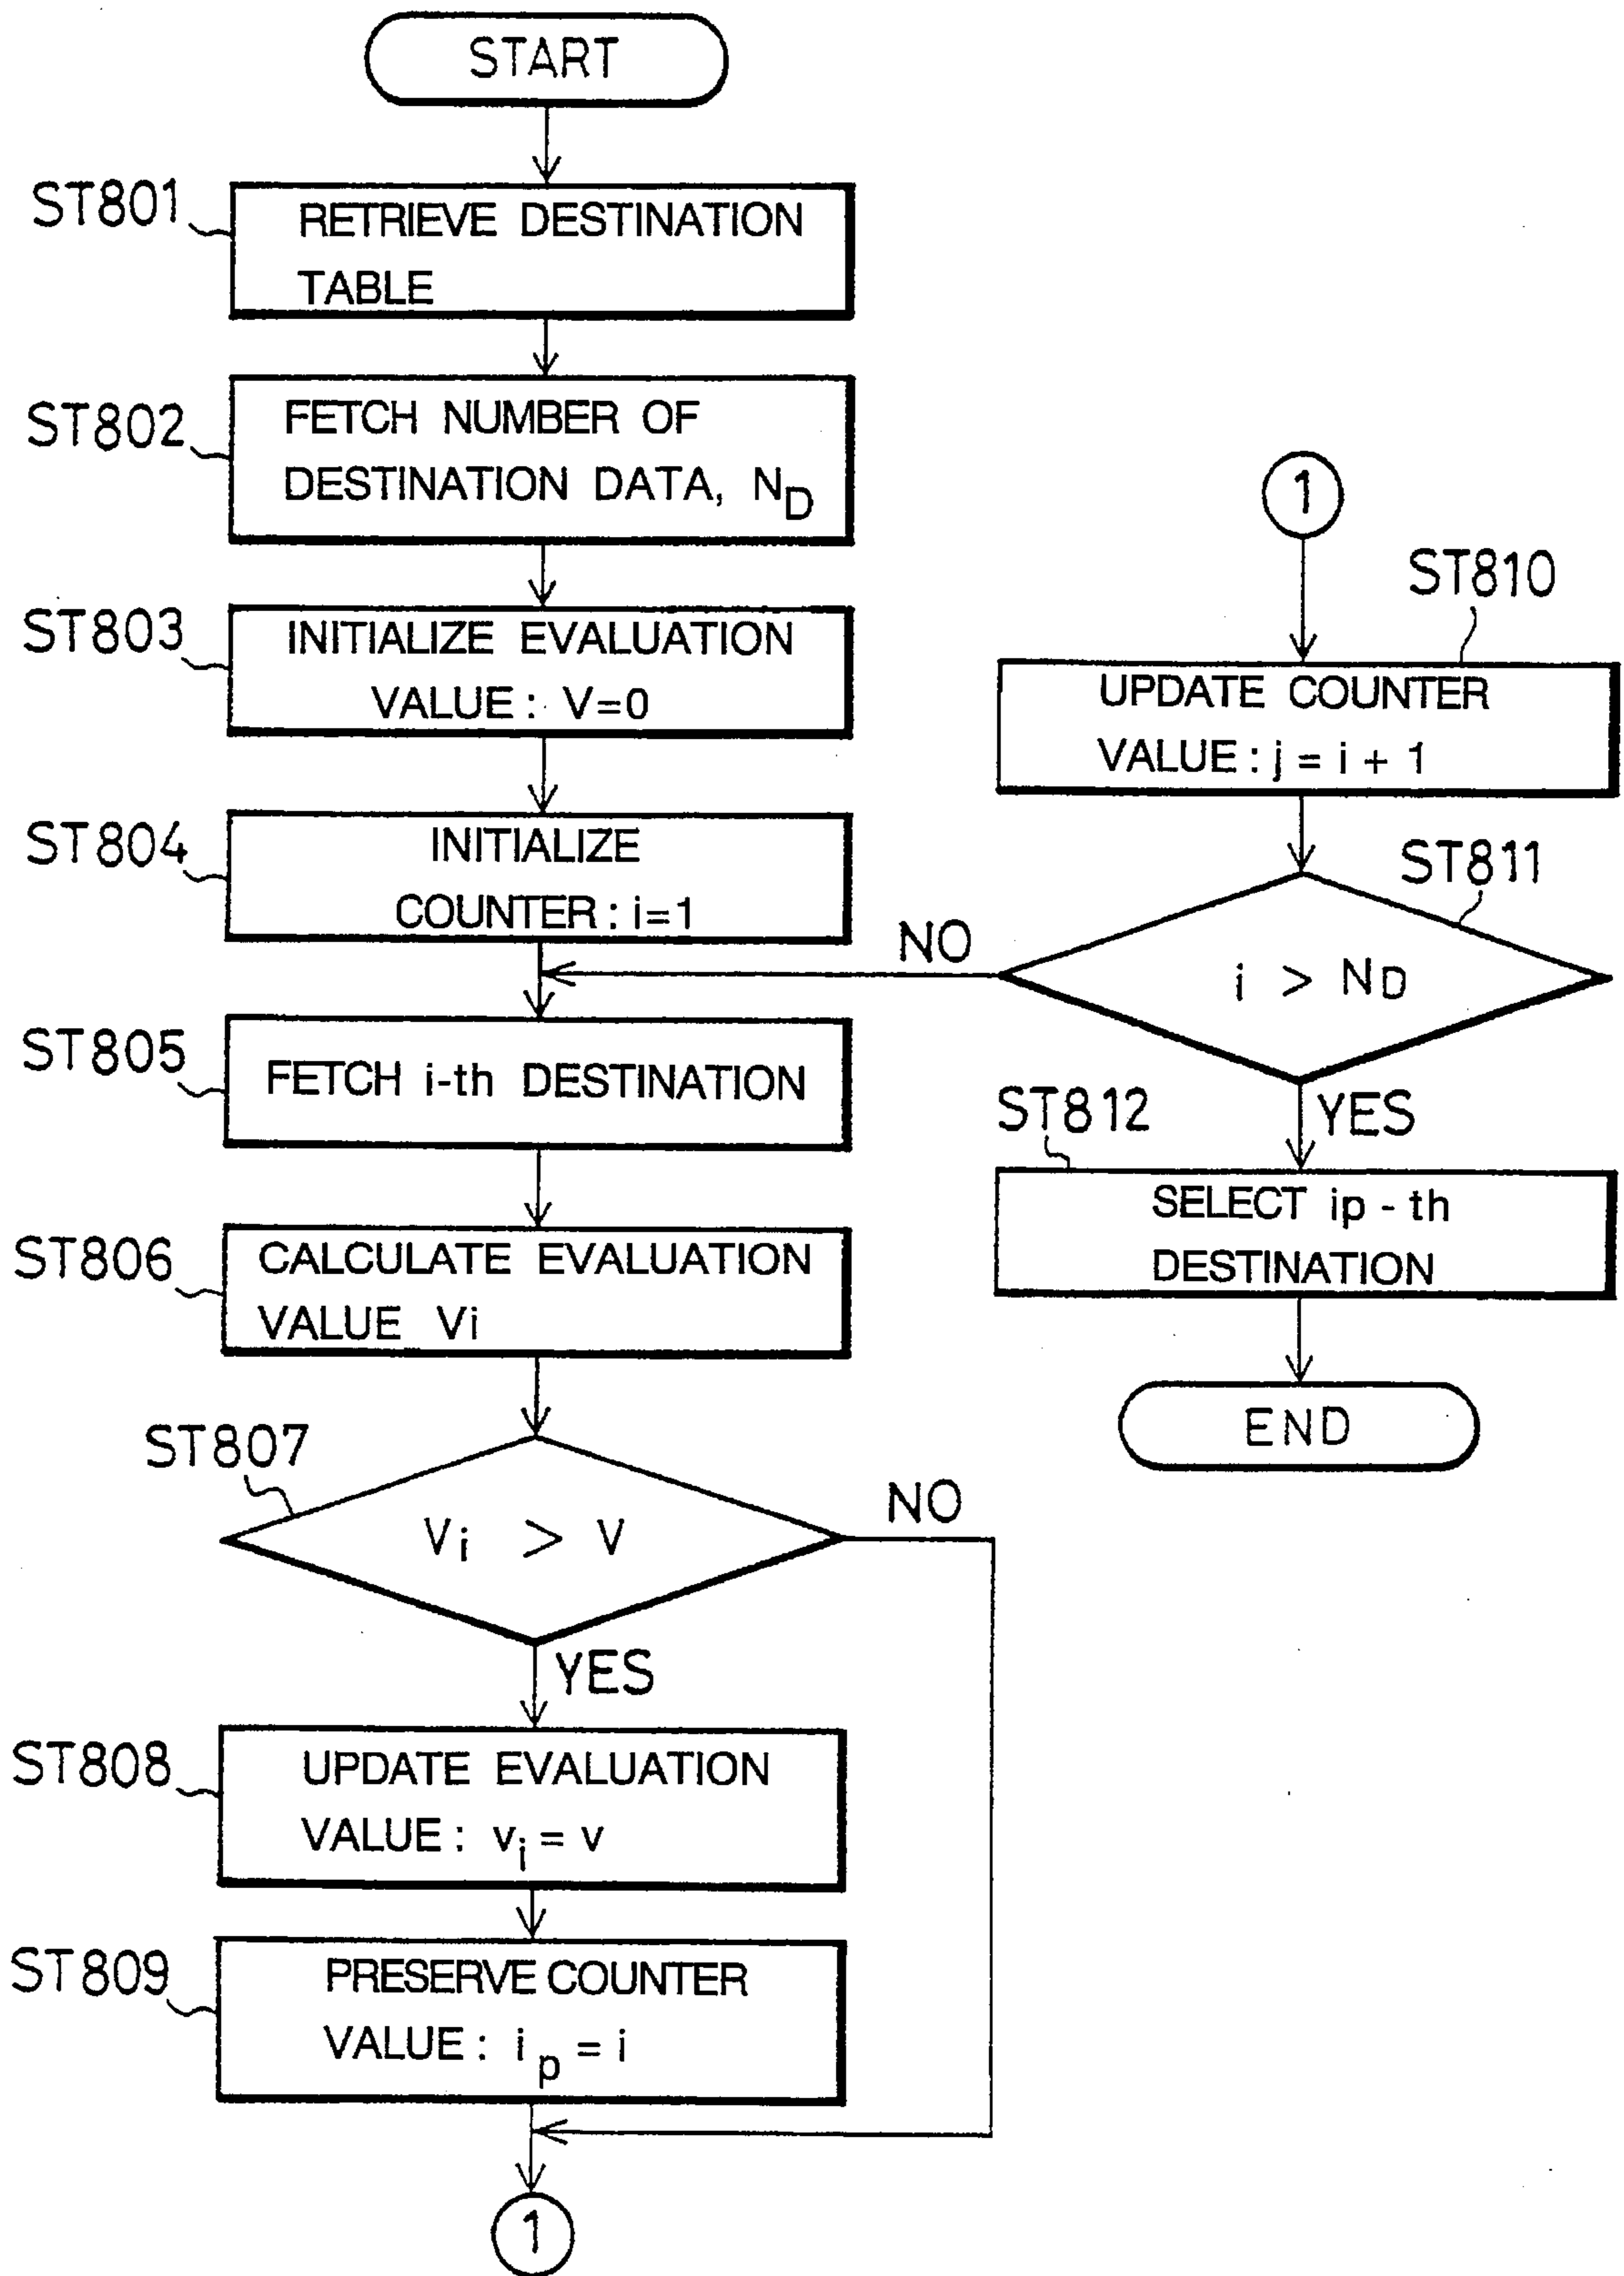 START
ST801
RETRIEVE DESTINATION
TABLE
ST802
FETCH NUMBER OF
DESTINATION DATA, ND
ST803
INITIALIZE EVALUATION
VALUE : V=0
ST804
INITIALIZE
COUNTER : i=1
ST805
FETCH i-th DESTINATION
ST806
CALCULATE EVALUATION
VALUE Vi
ST807
Vi > V
NO
YES
ST808
UPDATE EVALUATION
VALUE : vi = v
ST809
PRESERVE COUNTER
VALUE : ip = i
1
1
ST810
UPDATE COUNTER
VALUE : j = i + 1
ST811
i > ND
NO
YES
ST812
SELECT ip - th
DESTINATION
END